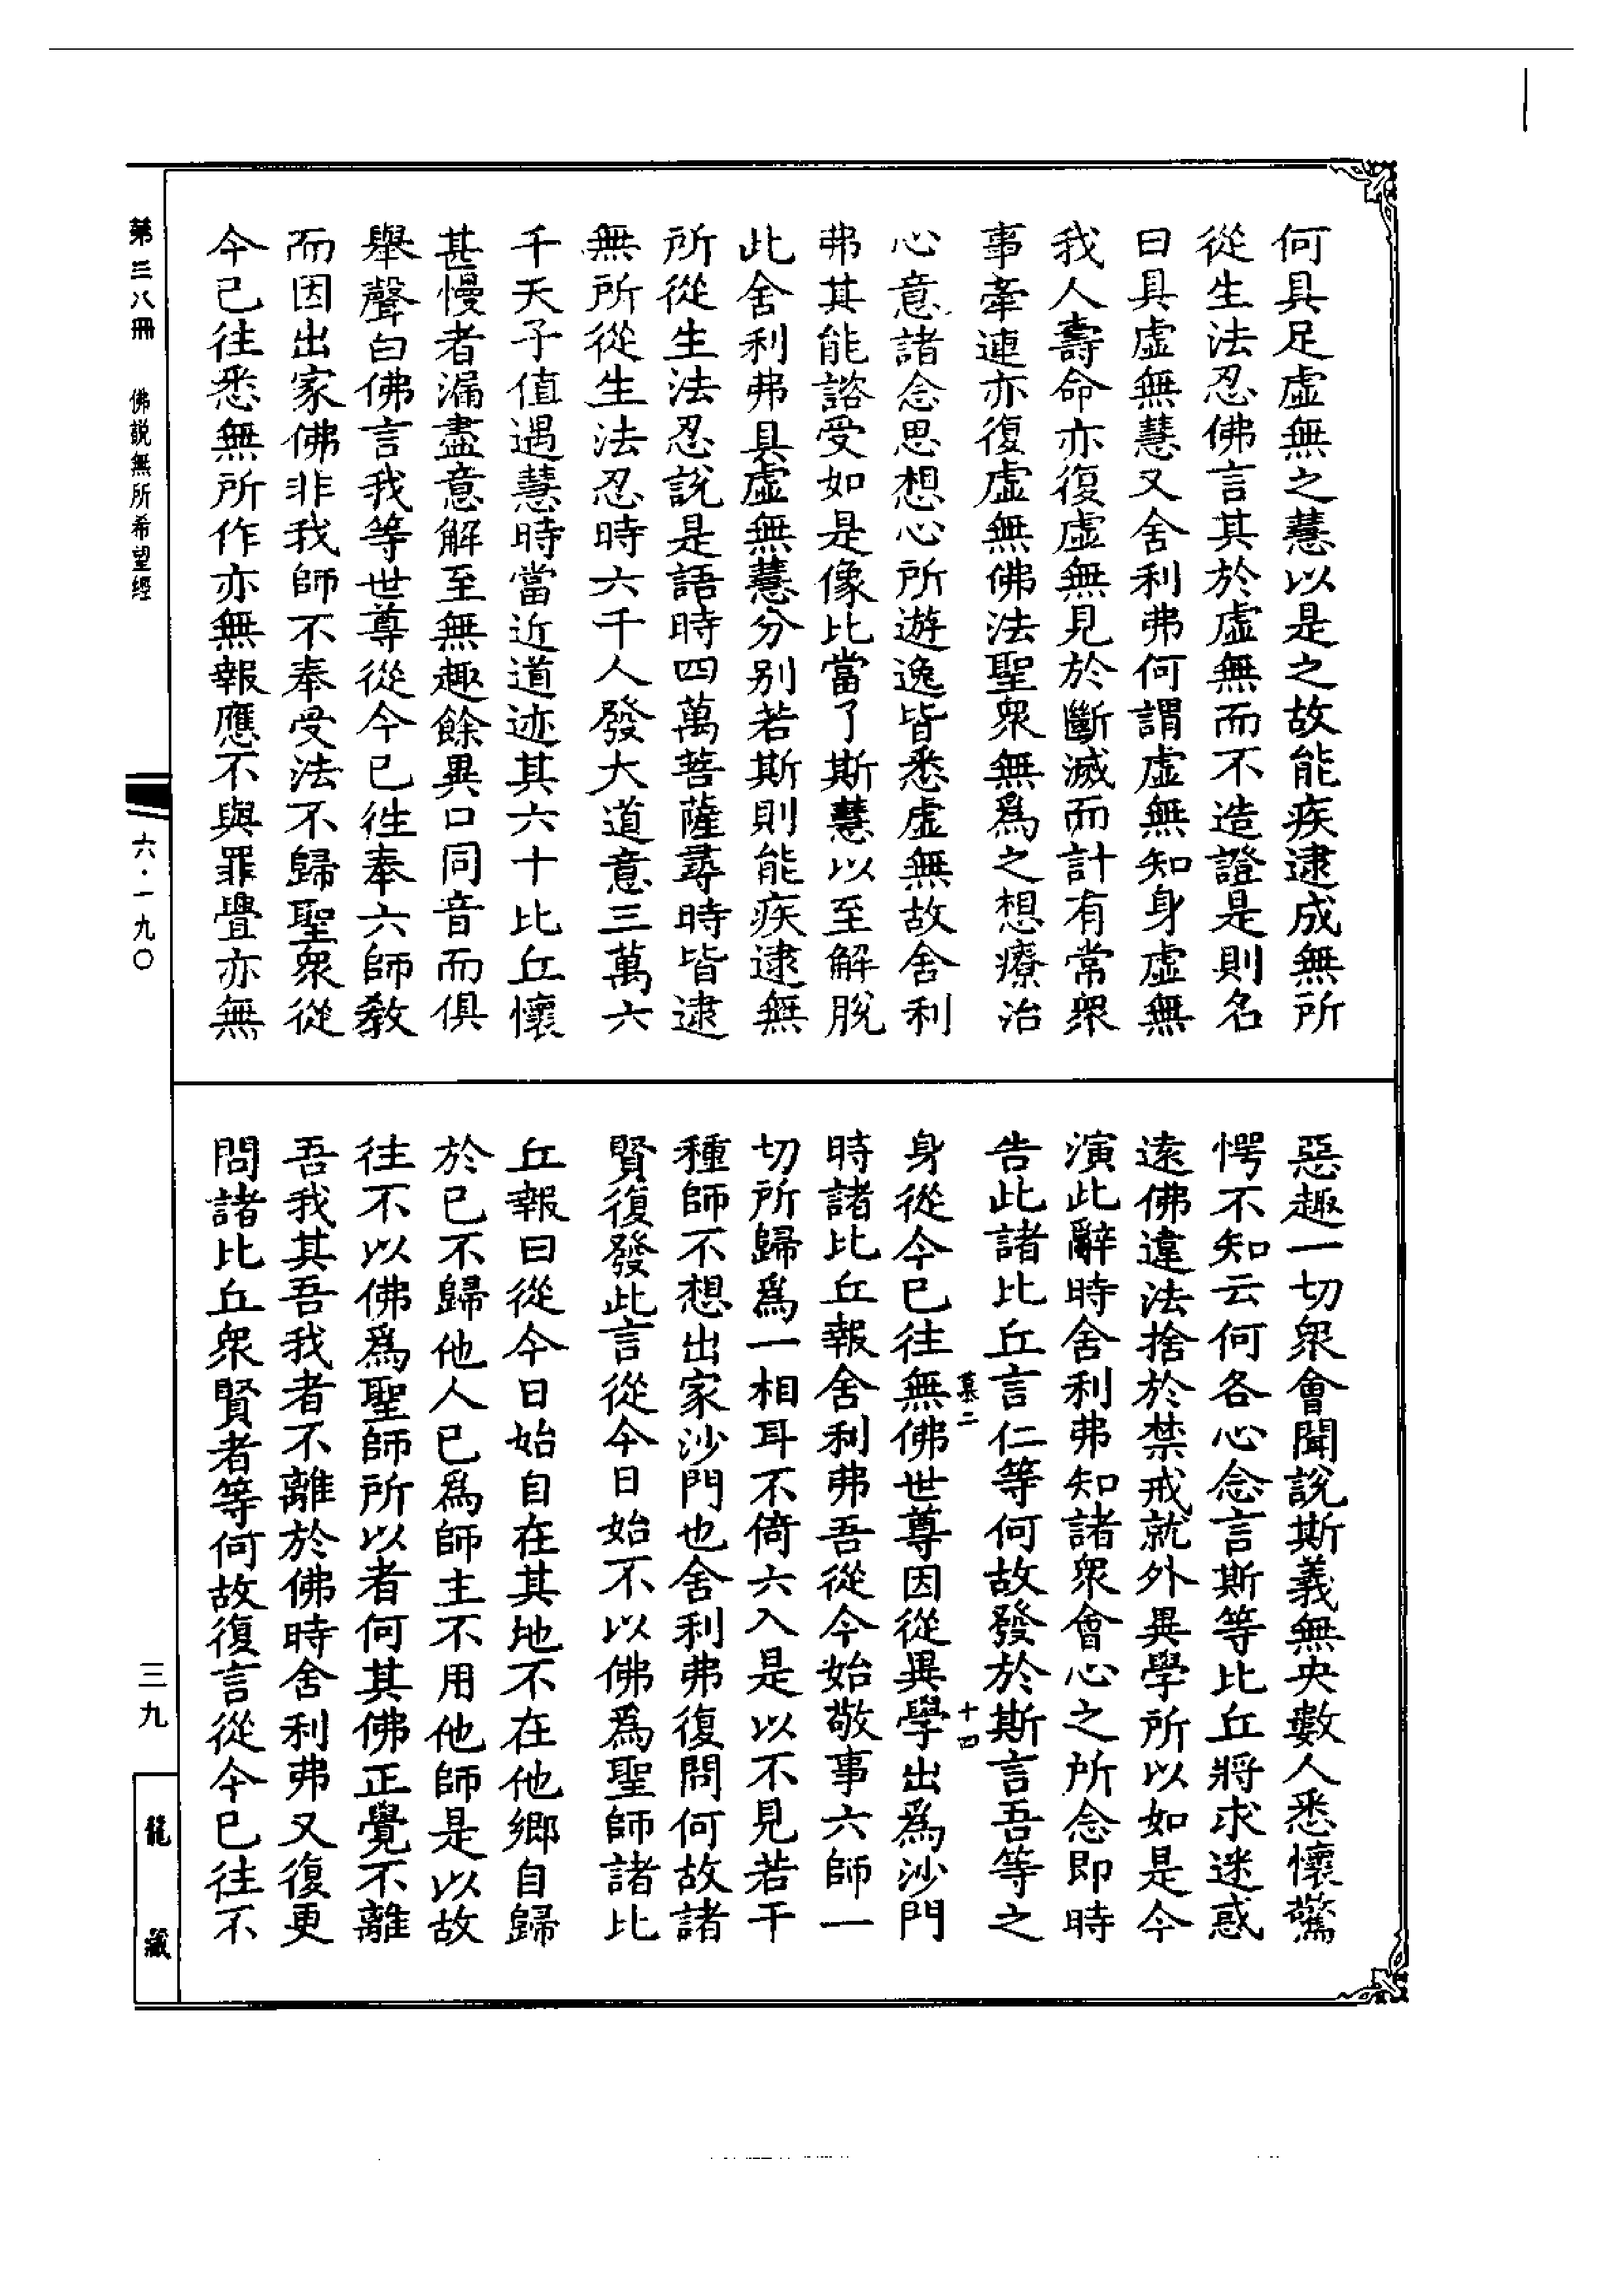 何具足虛無之慧以是之故能疾逮成無所
從生法忍佛言其於虛無而不造證是則名
曰具虛無慧又舍利弗何謂虛無知身虛無
我人壽命亦復虛無見於斷滅而計有常衆
事牽連亦復虛無佛法聖衆無爲之想療治
心意諸念思想心所遊逸皆悉虛無故舍利
弗其能諮受如是像比當了斯慧以至解脫
此舍利弗具虛無慧分别若斯則能疾逮無
所從生法忍說是語時四萬菩薩尋時皆逮
無所從生法忍時六千人發大道意三萬六
千天子值遇慧時當近道迹其六十比丘懷
甚慢者漏盡意解至無趣餘異口同音而俱
舉聲白佛言我等世尊從今已徃奉六師敎
而因出家佛非我師不奉受法不歸聖衆從
今已往悉無所作亦無報應不與罪舋亦無
惡趣一切衆會聞說斯義無央數人悉懷驚
愕不知云何各心念言斯等比丘將求迷惑
遠佛違法捨於禁戒就外異學所以如是今
演此辭時舍利弗知諸衆會心之所念即時
告此諸比丘言仁等何故發於斯言吾等之
慕二 十四
身從今已往無佛世尊因從異學出爲沙門
時諸比丘報舍利弗吾從今始敬事六師一
切所歸爲一相耳不倚六入是以不見若干
種師不想出家沙門也舍利弗復問何故諸
賢復發此言從今日始不以佛爲聖師諸比
丘報曰從今日始自在其地不在他鄉自歸
於已不歸他人已爲師主不用他師是以故
往不以佛爲聖師所以者何其佛正覺不離
吾我其吾我者不離於佛時舍利弗又復更
問諸比丘衆賢者等何故復言從今已往不
第三八冊 佛説無所希望經
六·一九〇
三九
龍藏